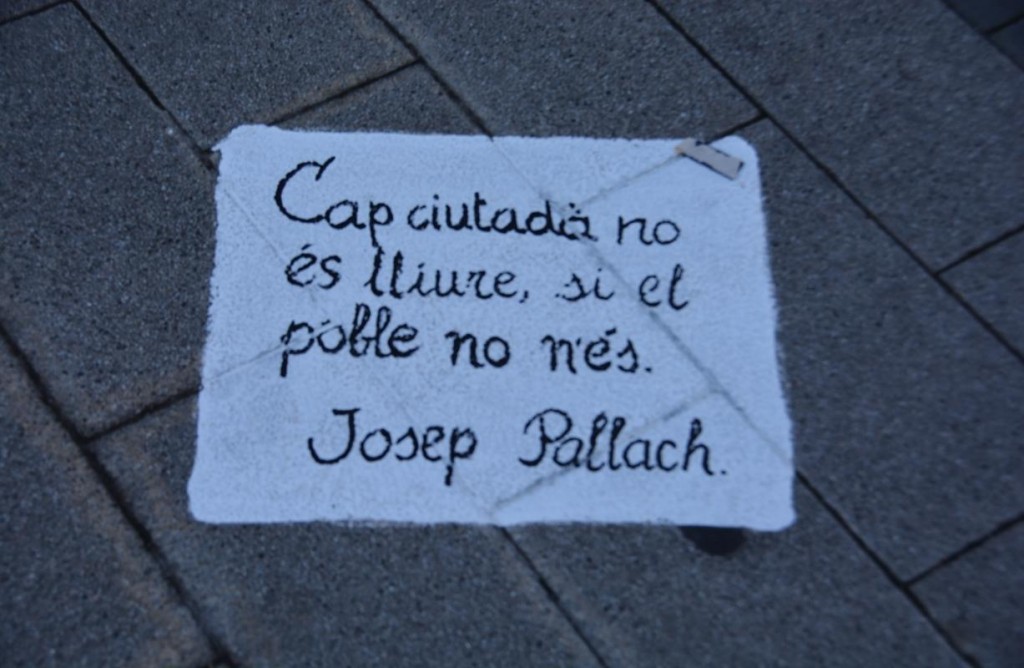 Cap ciutadà no
és lliure, si el
poble no n'és.
Josep Pallach.